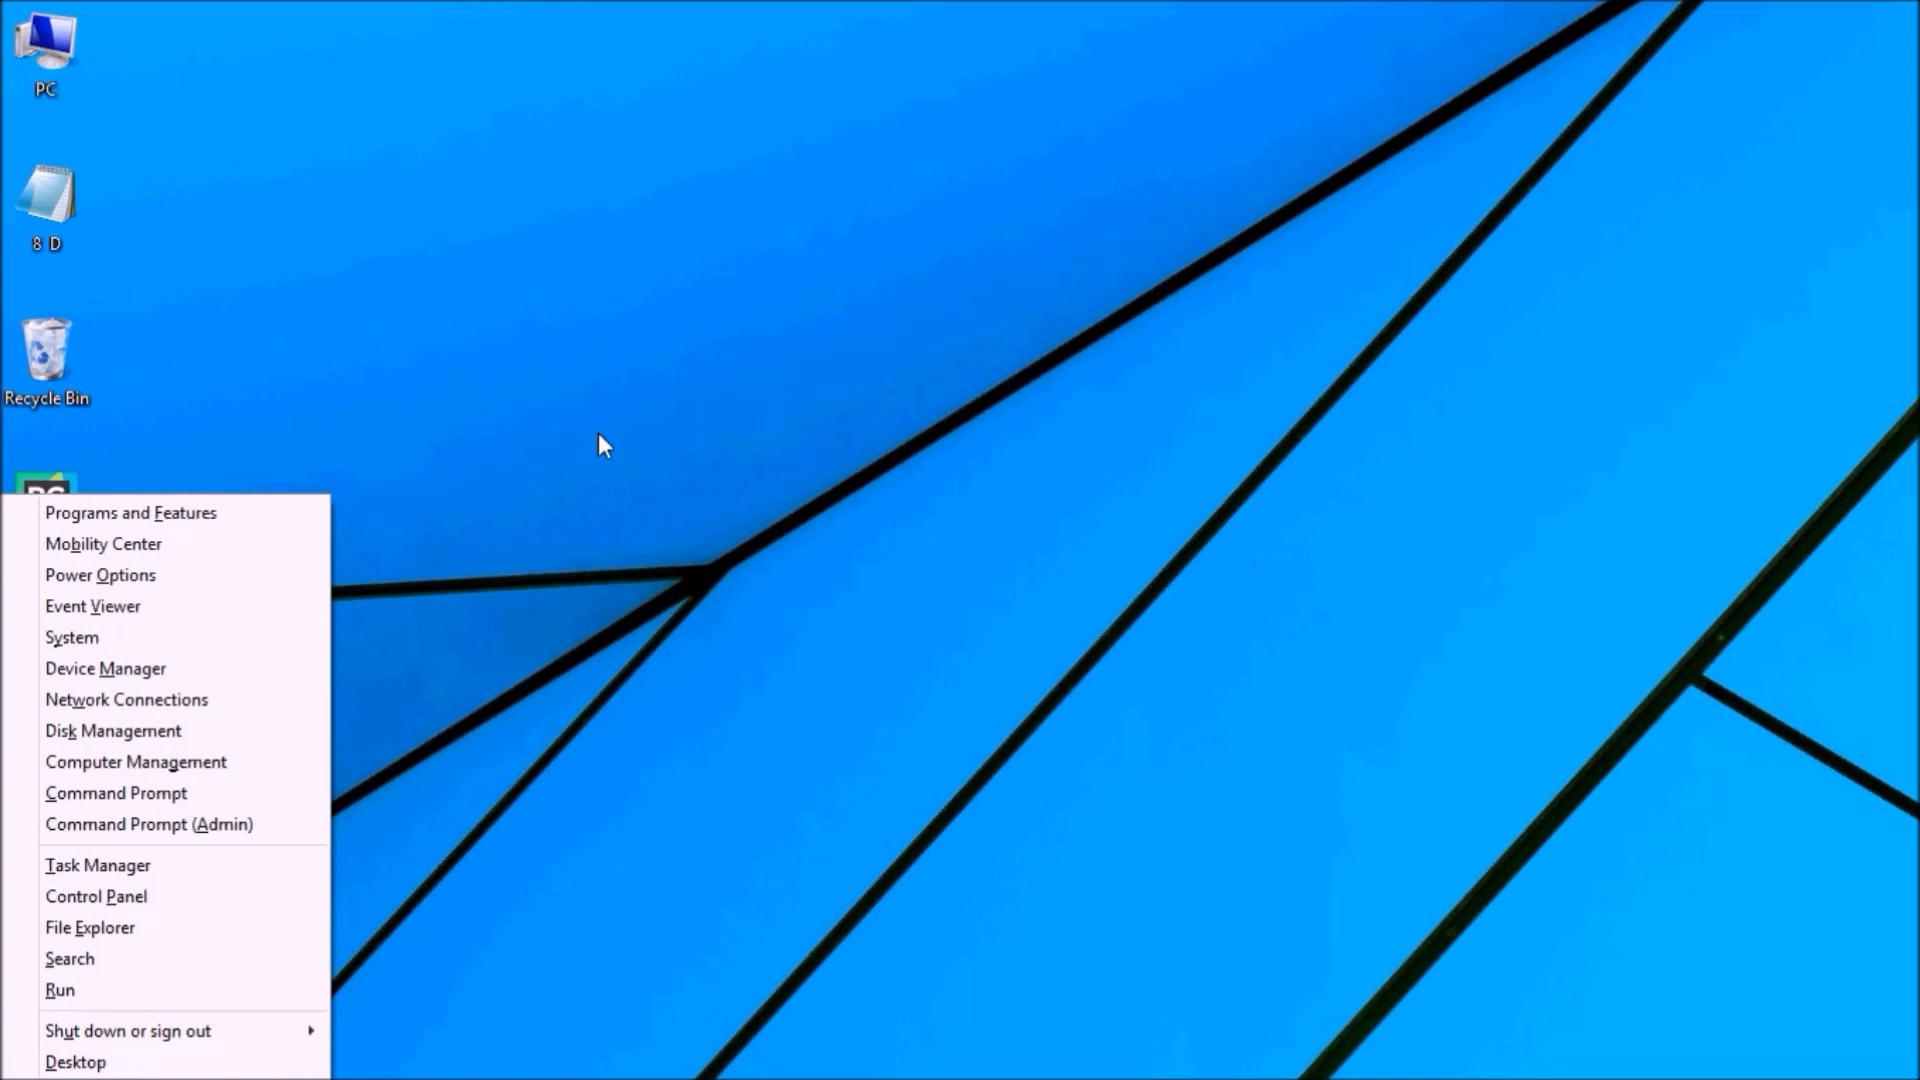 PC
8 D
Recycle Bin
PC
Programs and Features
Mobility Center
Power Options
Event Viewer
System
Device Manager
Network Connections
Disk Management
Computer Management
Command Prompt
Command Prompt (Admin)
Task Manager
Control Panel
File Explorer
Search
Run
Shut down or sign out
Desktop